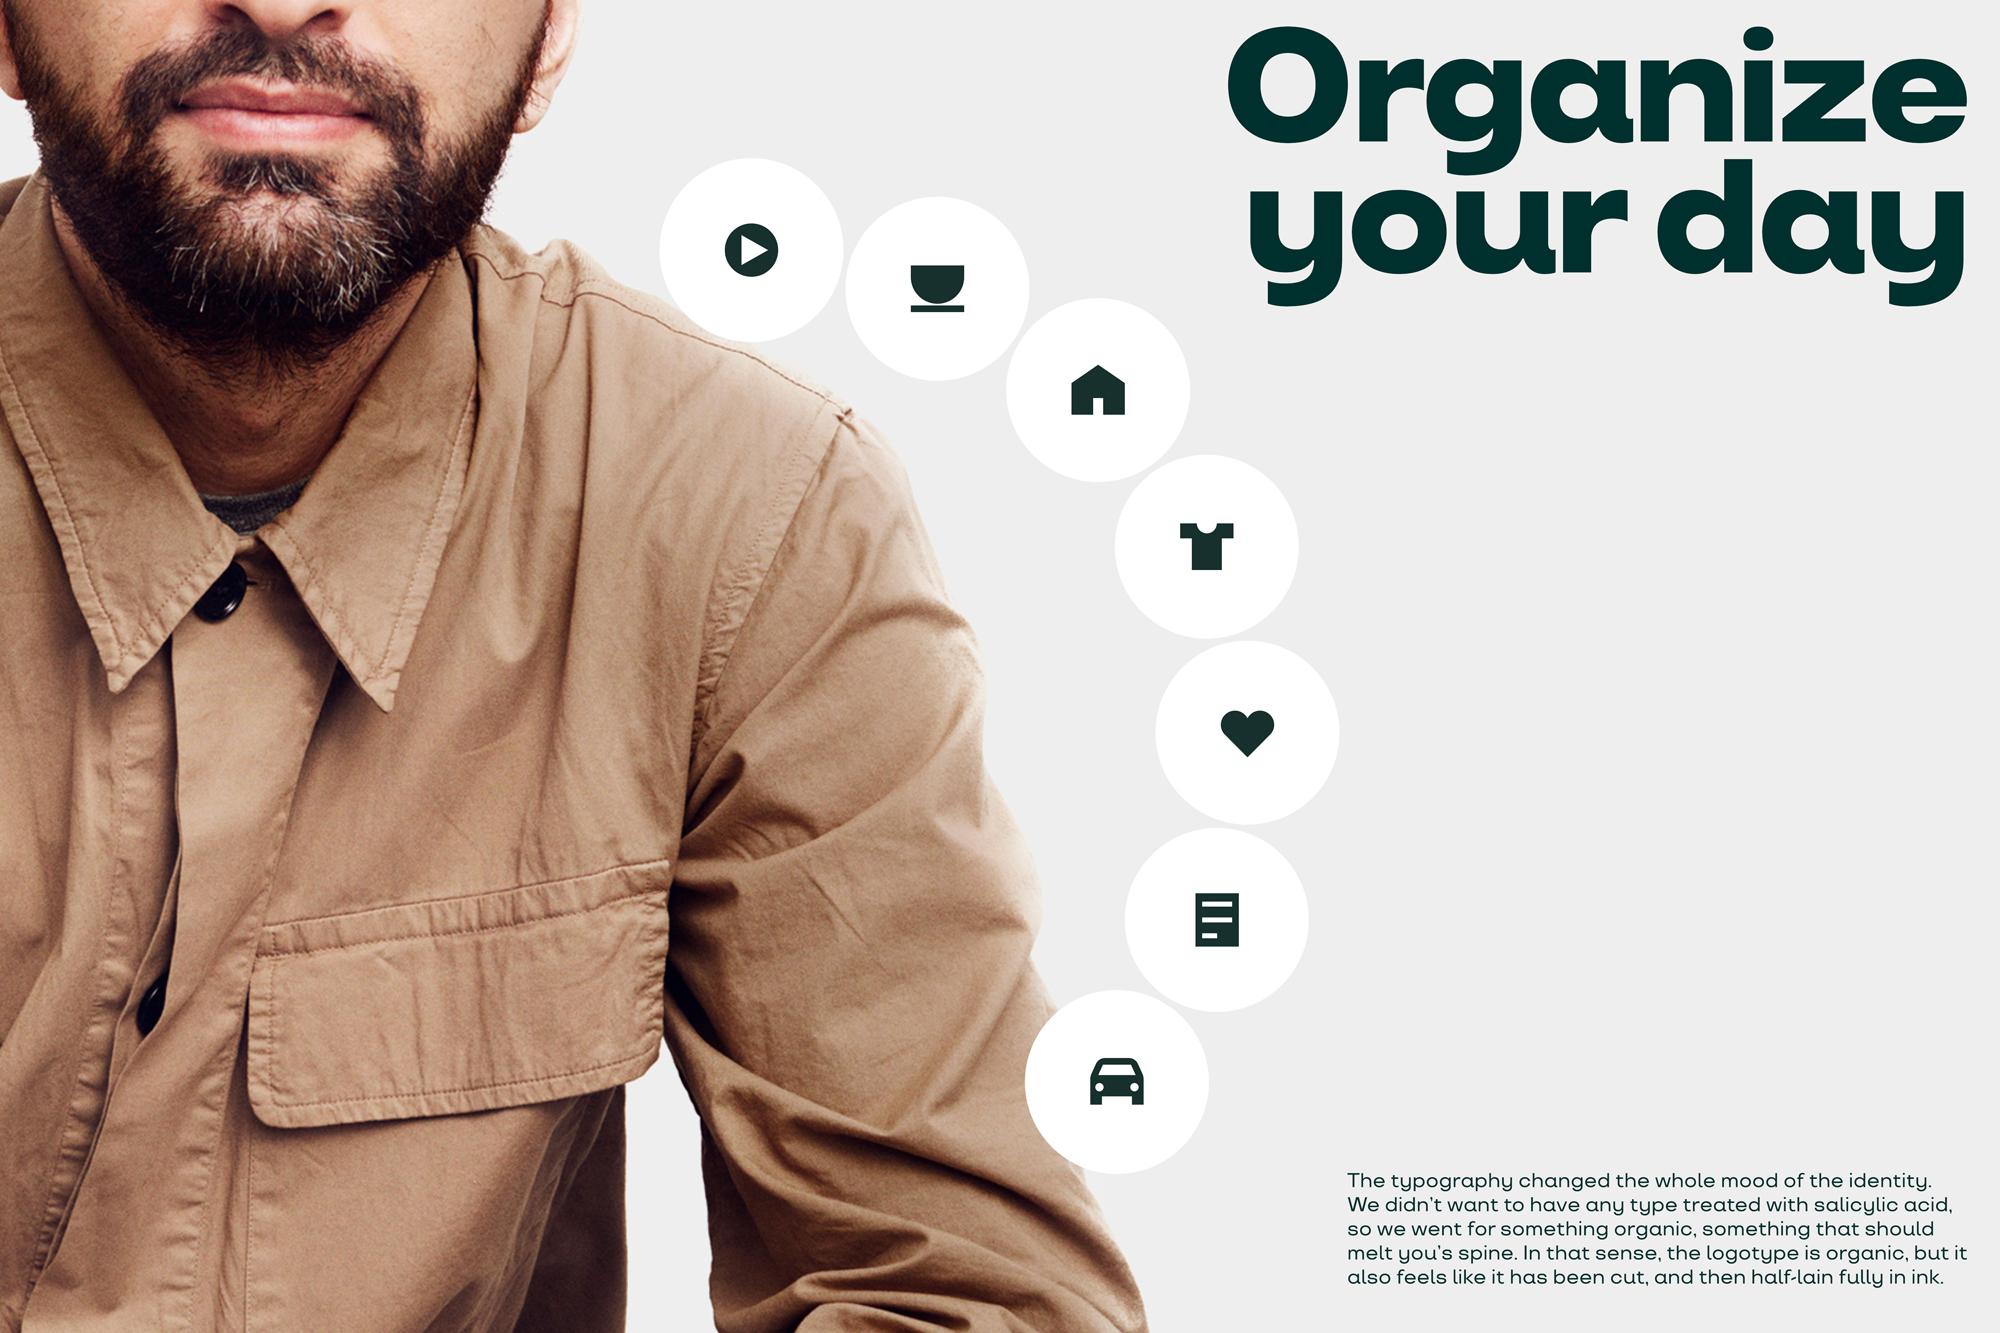 Organize
your day
The typography changed the whole mood of the identity.
We didn't want to have any type treated with salicylic acid,
so we went for something organic, something that should
melt you's spine. In that sense, the logotype is organic, but it
also feels like it has been cut, and then half-lain fully in ink.